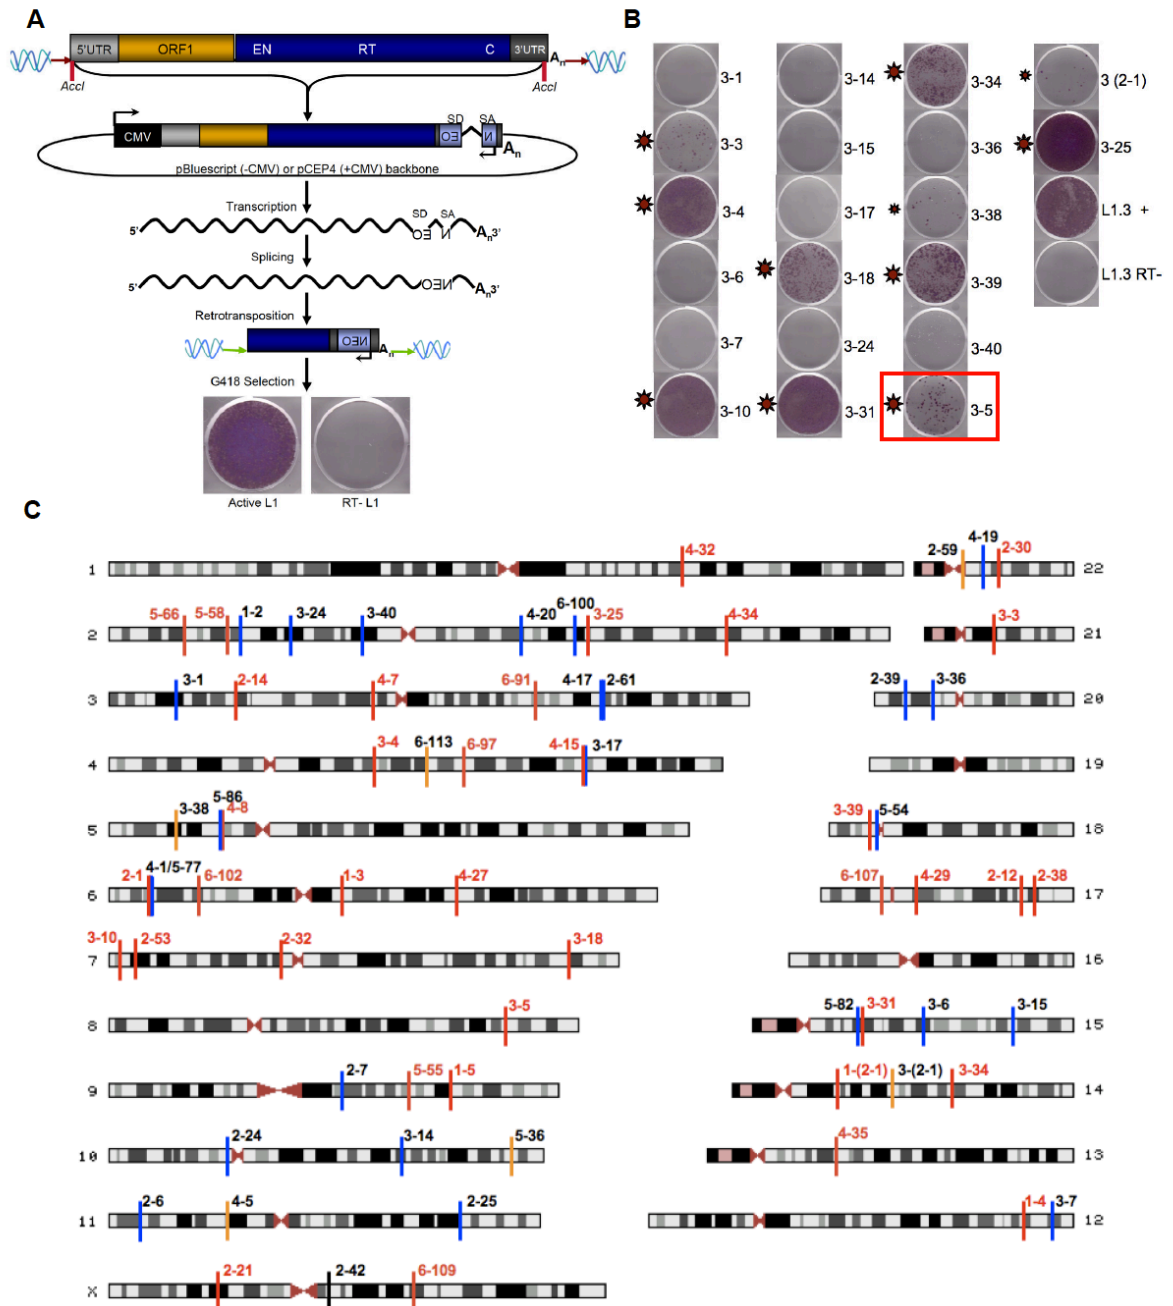 A
5'UTR ORF1 EN RT C 3'UTR An
AccI AccI
SD SA
CMV NEO An
pBluescript (-CMV) or pCEP4 (+CMV) backbone
Transcription
SD SA
5' NEO An3'
Splicing
5' NEO An3'
Retrotransposition
NEO An
G418 Selection
Active L1 RT- L1
B
3-1 3-14 3-34 3 (2-1)
3-3 3-15 3-36 3-25
3-4 3-17 3-38 L1.3 +
3-6 3-18 3-39 L1.3 RT-
3-7 3-24 3-40
3-10 3-31 3-5
C
4-32 2-59 4-19 2-30
1 22
5-66 5-58 1-2 3-24 3-40 4-20 6-100 3-25 4-34 3-3
2 21
3-1 2-14 4-7 6-91 4-17 2-61 2-39 3-36
3 20
3-4 6-113 6-97 4-15 3-17
4 19
3-38 5-86 4-8 3-39 5-54
5 18
2-1 4-1/5-77 6-102 1-3 4-27 6-107 4-29 2-12 2-38
6 17
3-10 2-53 2-32 3-18
7 16
3-5 5-82 3-31 3-6 3-15
8 15
2-7 5-55 1-5 1-(2-1) 3-(2-1) 3-34
9 14
2-24 3-14 5-36 4-35
10 13
2-6 4-5 2-25 1-4 3-7
11 12
2-21 2-42 6-109
X